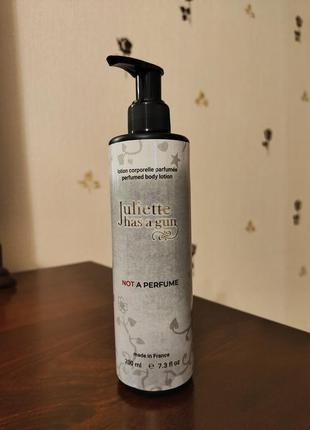 lotion corporelle parfumée
perfumed body lotion
Juliette
has a gun
NOT A PERFUME
made in France
200 ml ℮ 7.3 fl oz